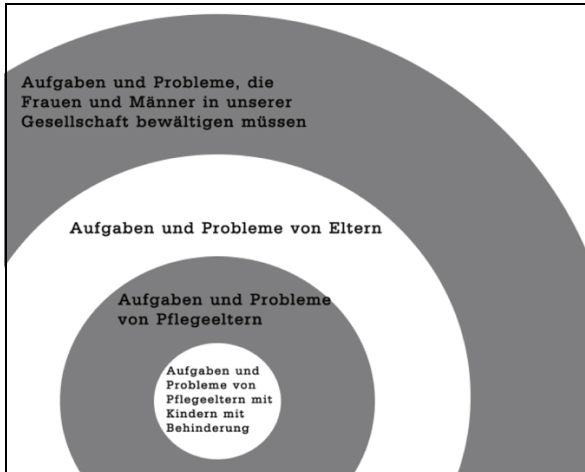 Aufgaben und Probleme, die
Frauen und Männer in unserer
Gesellschaft bewältigen müssen
Aufgaben und Probleme von Eltern
Aufgaben und Probleme
von Pflegeeltern
Aufgaben und
Probleme von
Pflegeeltern mit
Kindern mit
Behinderung